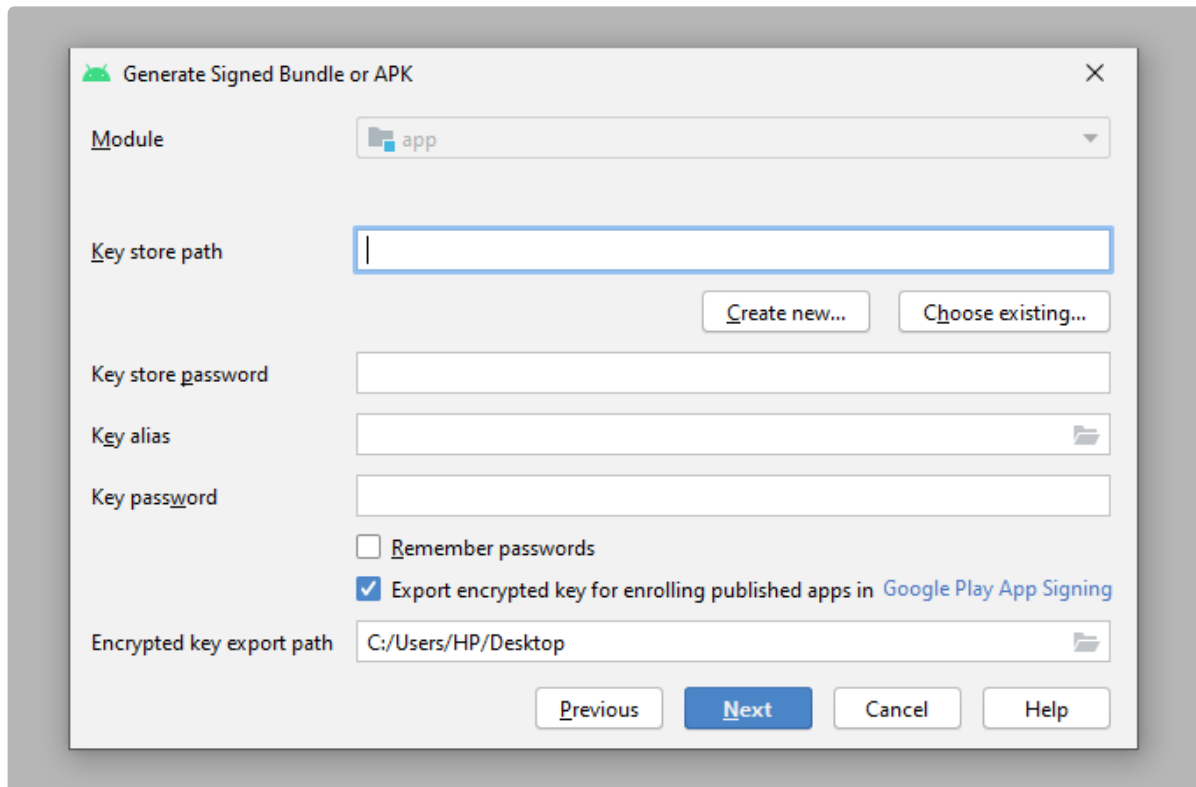 Generate Signed Bundle or APK
Module
app
Key store path
Create new...
Choose existing...
Key store password
Key alias
Key password
Remember passwords
Export encrypted key for enrolling published apps in Google Play App Signing
Encrypted key export path
C:/Users/HP/Desktop
Previous
Next
Cancel
Help